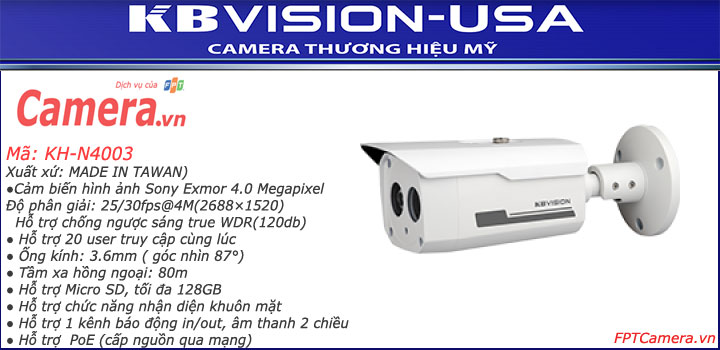 KBVISION-USA
CAMERA THƯƠNG HIỆU MỸ
Dịch vụ của FPT
Camera.vn
Mã: KH-N4003
Xuất xứ: MADE IN TAWAN)
●Cảm biến hình ảnh Sony Exmor 4.0 Megapixel
Độ phân giải: 25/30fps@4M(2688×1520)
Hỗ trợ chống ngược sáng true WDR(120db)
● Hỗ trợ 20 user truy cập cùng lúc
● Ống kính: 3.6mm ( góc nhìn 87°)
● Tầm xa hồng ngoại: 80m
● Hỗ trợ Micro SD, tối đa 128GB
● Hỗ trợ chức năng nhận diện khuôn mặt
● Hỗ trợ 1 kênh báo động in/out, âm thanh 2 chiều
● Hỗ trợ PoE (cấp nguồn qua mạng)
KBVISION
FPTCamera.vn